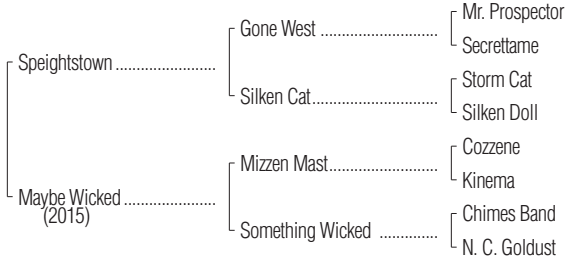 Mr. Prospector
Gone West
Secrettame
Speightstown
Storm Cat
Silken Cat
Silken Doll
Cozzene
Mizzen Mast
Kinema
Maybe Wicked
(2015)
Chimes Band
Something Wicked
N. C. Goldust